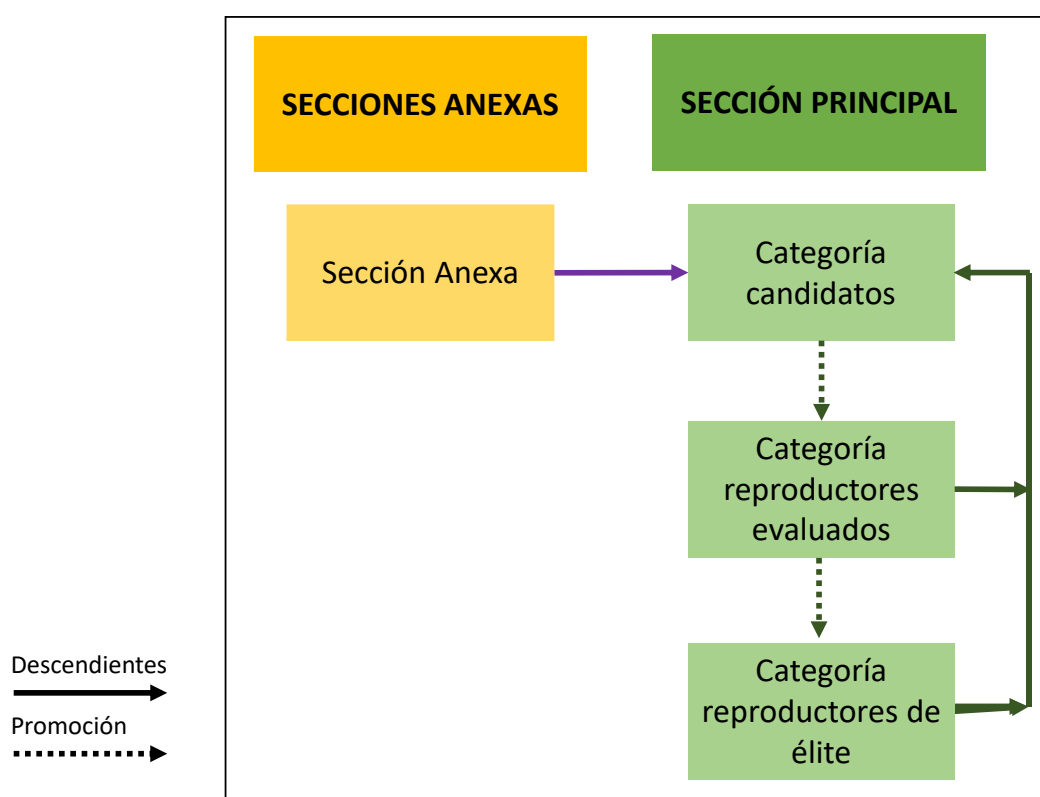 SECCIONES ANEXAS
SECCIÓN PRINCIPAL
Sección Anexa
Categoría
candidatos
Categoría
reproductores
evaluados
Categoría
reproductores de
élite
Descendientes
Promoción